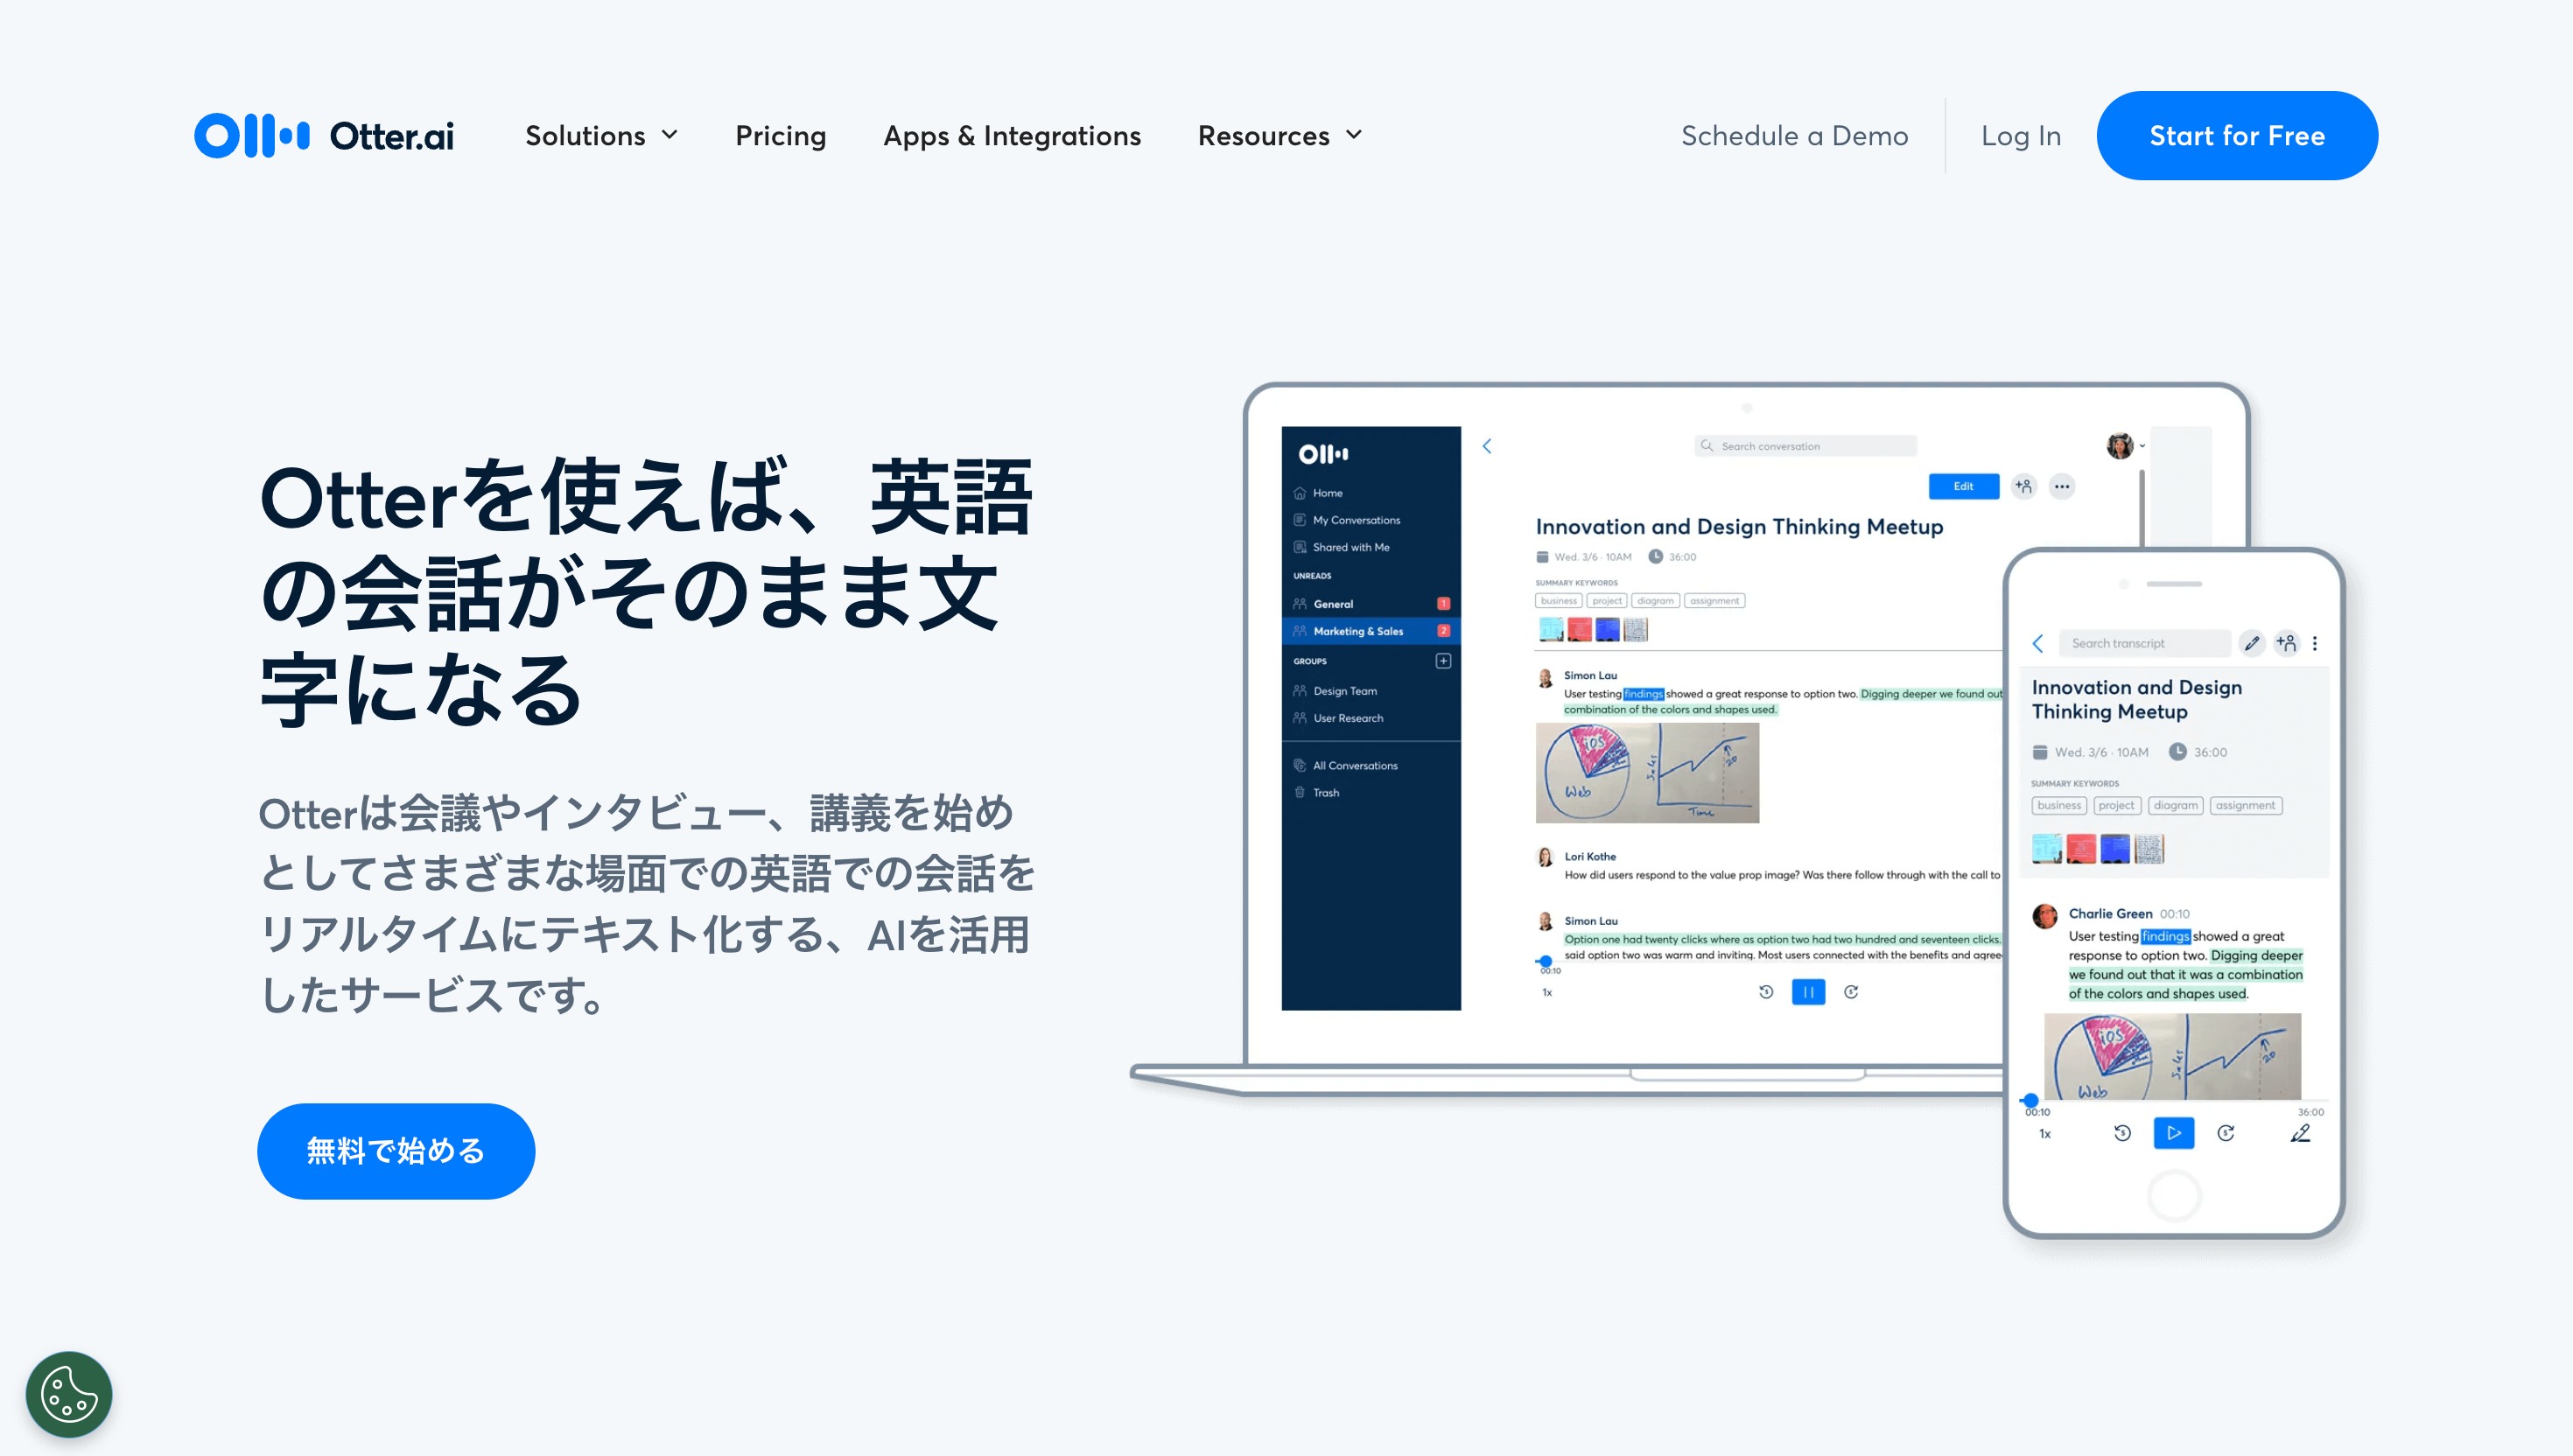 Otter.ai
Solutions
Pricing
Apps & Integrations
Resources
Schedule a Demo
Log In
Start for Free
Otterを使えば、英語
の会話がそのまま文
字になる
Otterは会議やインタビュー、講義を始め
としてさまざまな場面での英語での会話を
リアルタイムにテキスト化する、AIを活用
したサービスです。
無料で始める
Home
My Conversations
Shared with Me
UNREADS
General 1
Marketing & Sales 2
GROUPS
Design Team
User Research
All Conversations
Trash
Search conversation
Edit
Innovation and Design Thinking Meetup
Wed. 3/6 · 10AM 36:00
SUMMARY KEYWORDS
business project diagram assignment
Simon Lau
User testing findings showed a great response to option two. Digging deeper we found out
combination of the colors and shapes used.
iOS
Web
Sales
Time
20
Lori Kothe
How did users respond to the value prop image? Was there follow through with the call to
Simon Lau
Option one had twenty clicks where as option two had two hundred and seventeen clicks.
said option two was warm and inviting. Most users connected with the benefits and agree
00:10
1x
5
5
Search transcript
Innovation and Design
Thinking Meetup
Wed. 3/6 · 10AM 36:00
SUMMARY KEYWORDS
business project diagram assignment
Charlie Green 00:10
User testing findings showed a great
response to option two. Digging deeper
we found out that it was a combination
of the colors and shapes used.
iOS
Web
Sales
20
00:10 36:00
1x
5
5